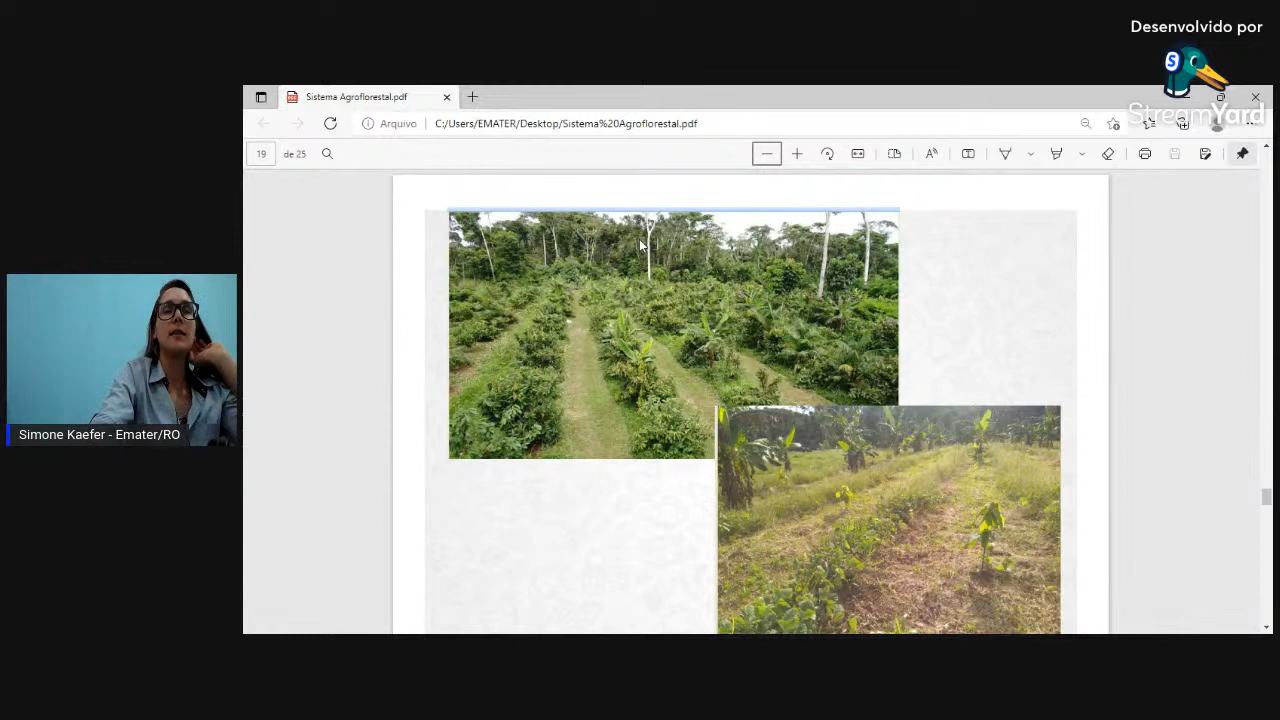 Desenvolvido por
S
StreamYard
Sistema Agroflorestal.pdf
Arquivo
C:/Users/EMATER/Desktop/Sistema%20Agroflorestal.pdf
19 de 25
Simone Kaefer - Emater/RO